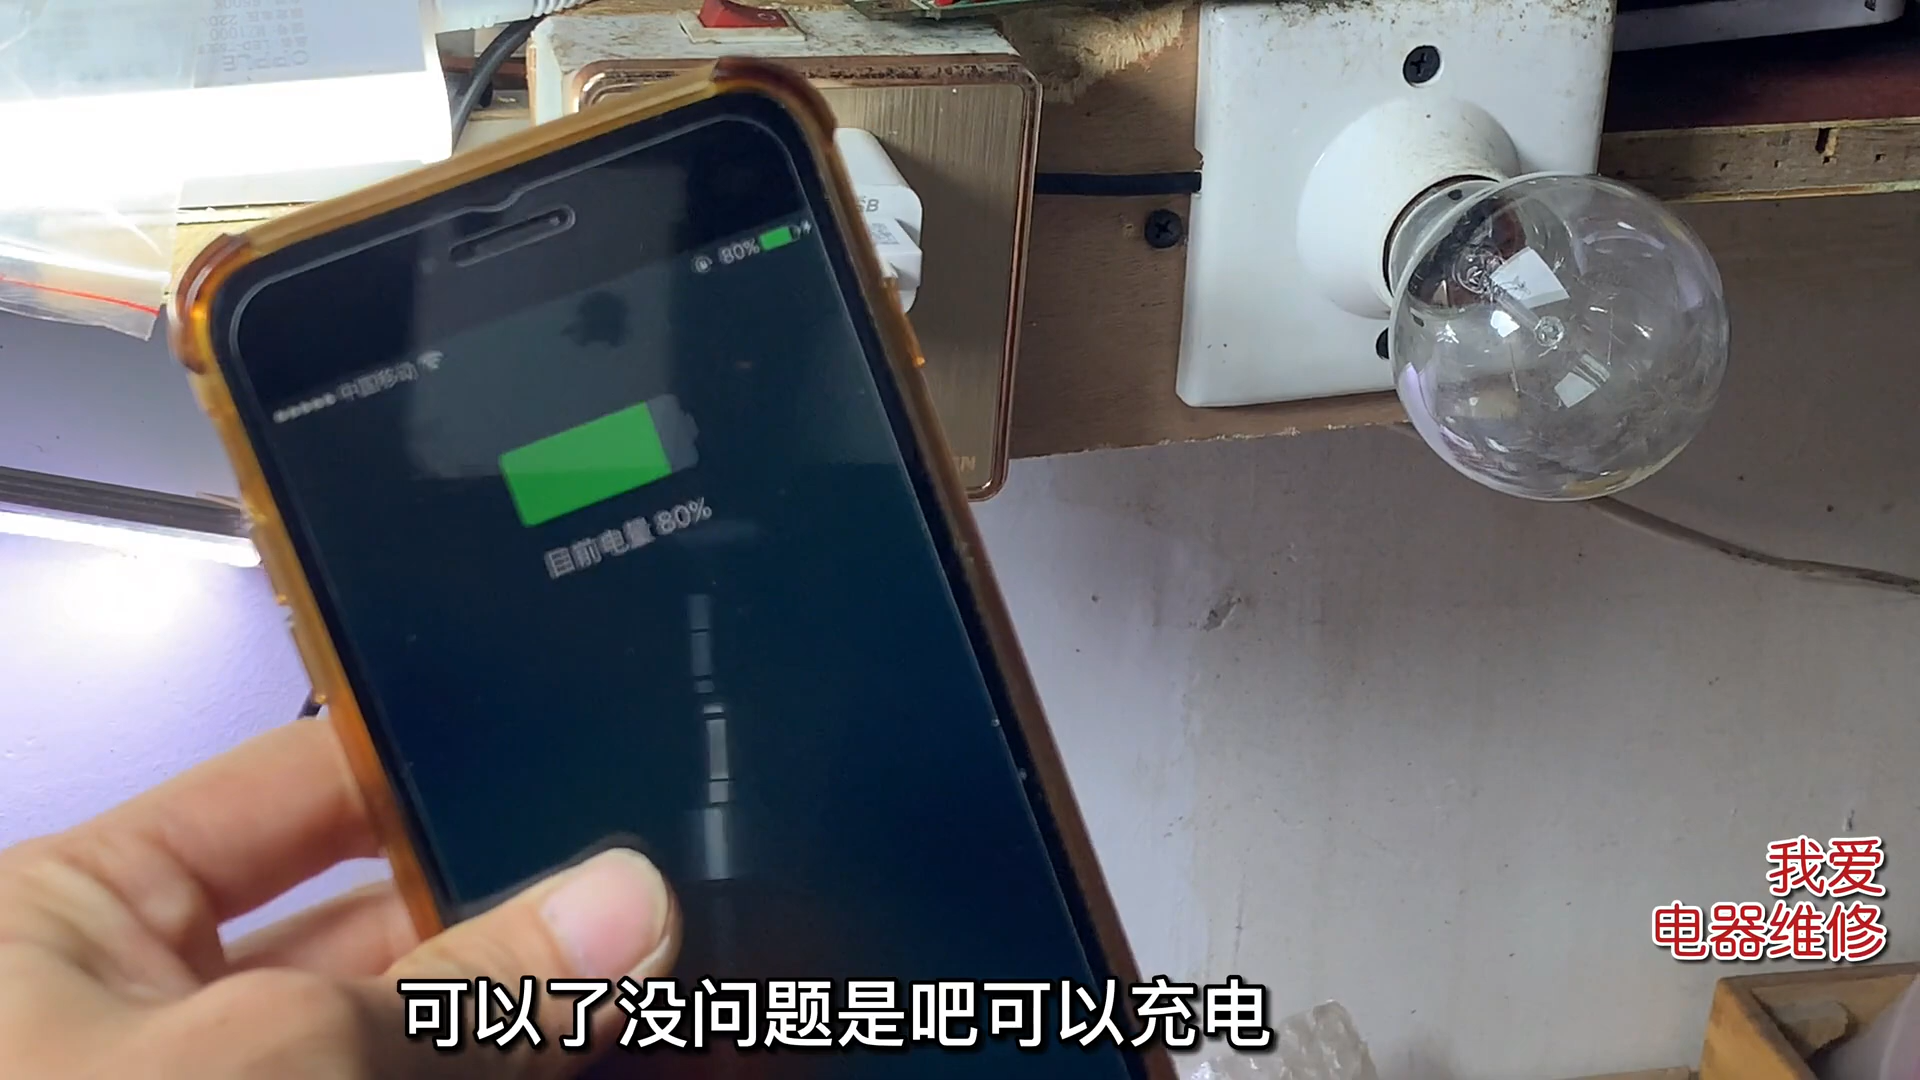 80%
中国移动
目前电量 80%
我爱
电器维修
可以了没问题是吧可以充电